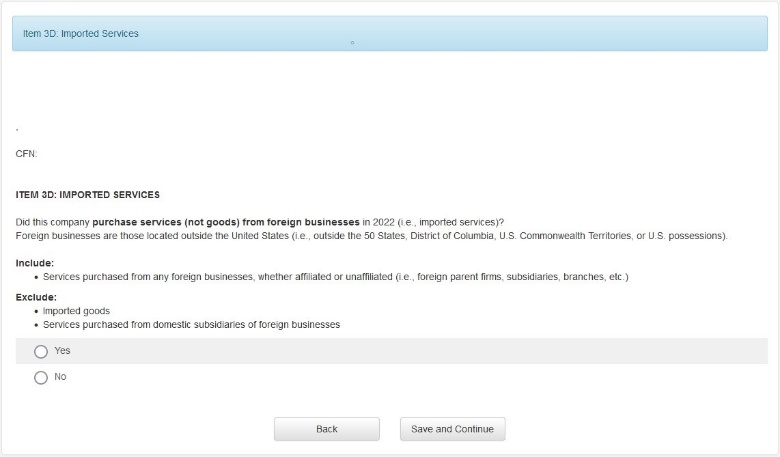 Item 3D: Imported Services
CFN:
ITEM 3D: IMPORTED SERVICES
Did this company purchase services (not goods) from foreign businesses in 2022 (i.e., imported services)?
Foreign businesses are those located outside the United States (i.e., outside the 50 States, District of Columbia, U.S. Commonwealth Territories, or U.S. possessions).
Include:
• Services purchased from any foreign businesses, whether affiliated or unaffiliated (i.e., foreign parent firms, subsidiaries, branches, etc.)
Exclude:
• Imported goods
• Services purchased from domestic subsidiaries of foreign businesses
Yes
No
Back Save and Continue